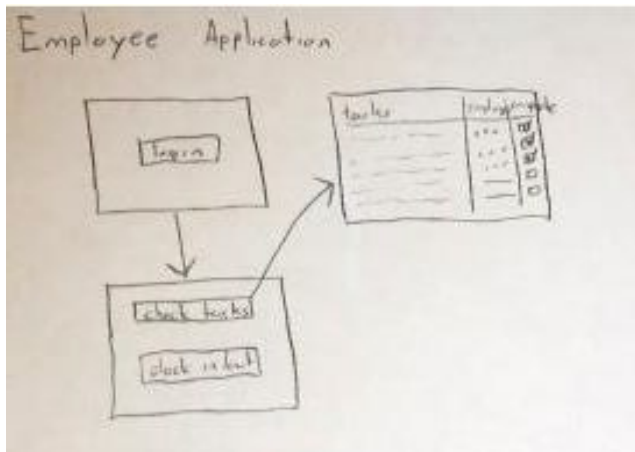 Employee Application
login
tasks
check tasks
clock in/out